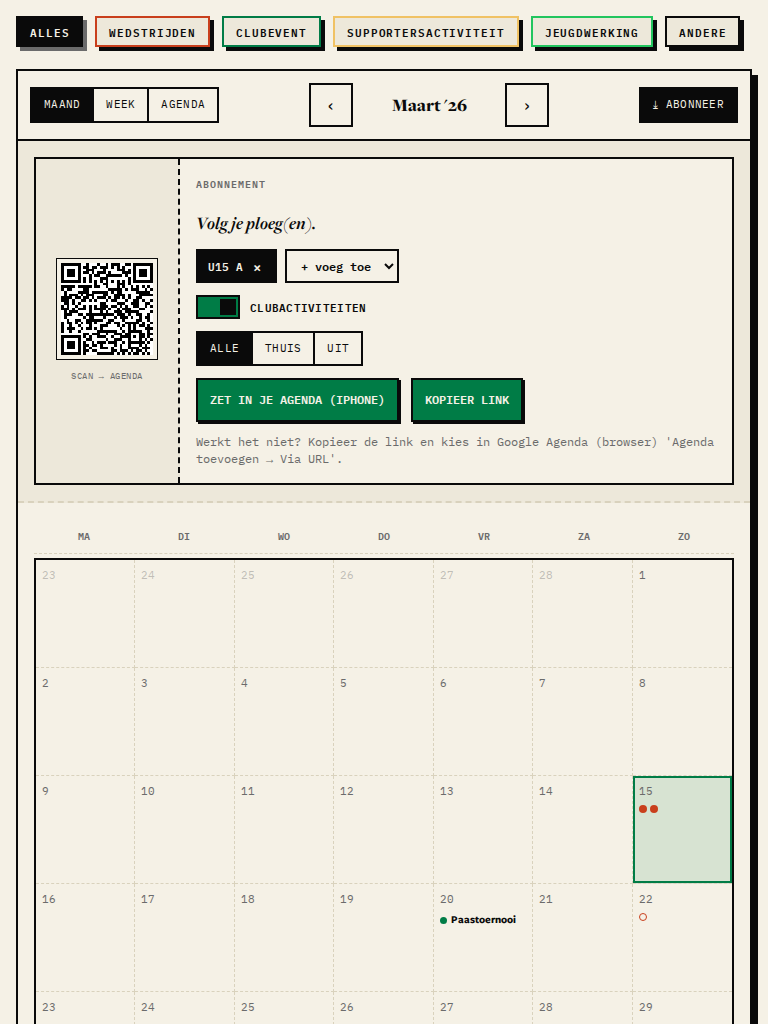 ALLES WEDSTRIJDEN CLUBEVENT SUPPORTERSACTIVITEIT JEUGDWERKING ANDERE
MAAND WEEK AGENDA ‹ Maart '26 › ↓ ABONNEER
ABONNEMENT
Volg je ploeg(en).
U15 A × + voeg toe
CLUBACTIVITEITEN
ALLE THUIS UIT
SCAN → AGENDA
ZET IN JE AGENDA (IPHONE) KOPIEER LINK
Werkt het niet? Kopieer de link en kies in Google Agenda (browser) 'Agenda
toevoegen → Via URL'.
MA DI WO DO VR ZA ZO
23 24 25 26 27 28 1
2 3 4 5 6 7 8
9 10 11 12 13 14 15
16 17 18 19 20 21 22
Paastoernooi
23 24 25 26 27 28 29